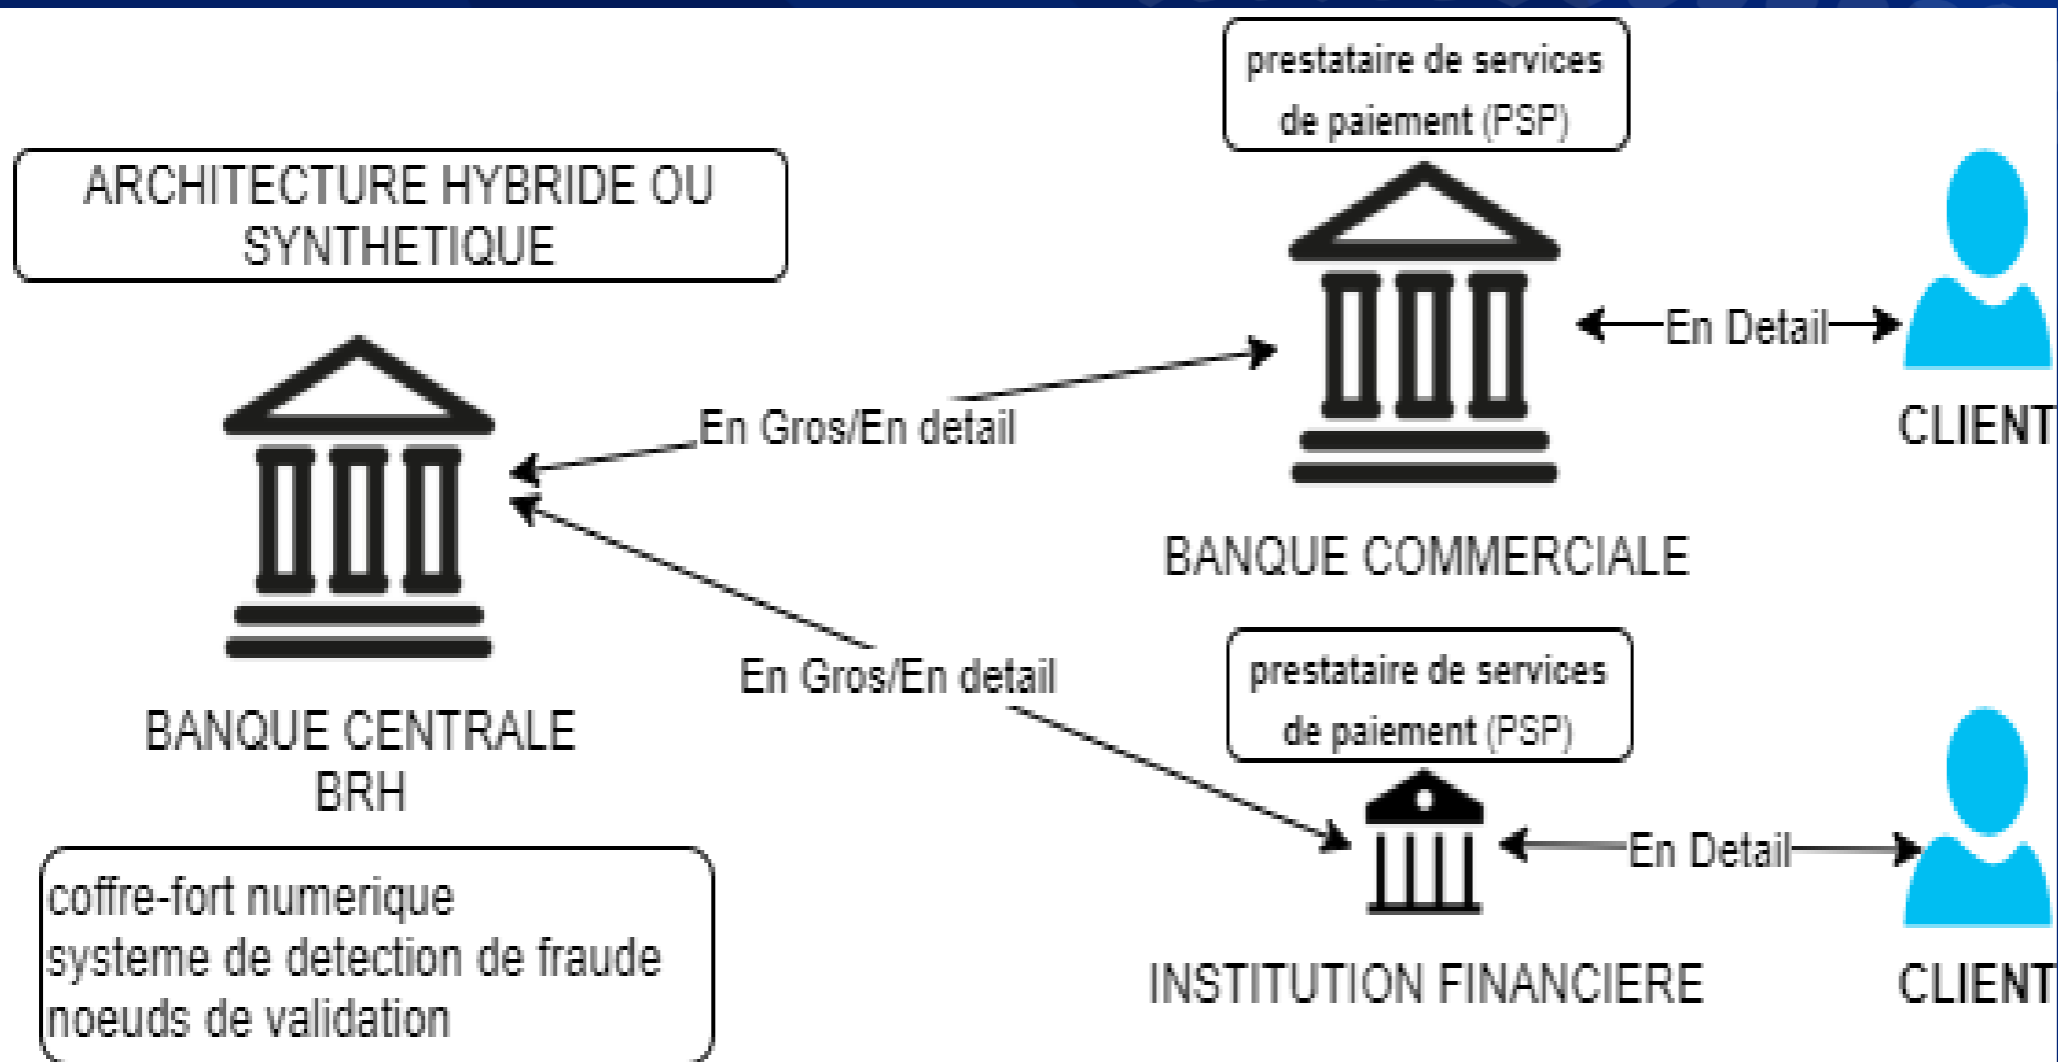 ARCHITECTURE HYBRIDE OU
SYNTHETIQUE
prestataire de services
de paiement (PSP)
En Detail
CLIENT
En Gros/En detail
BANQUE COMMERCIALE
En Gros/En detail
prestataire de services
de paiement (PSP)
BANQUE CENTRALE
BRH
En Detail
coffre-fort numerique
systeme de detection de fraude
noeuds de validation
INSTITUTION FINANCIERE
CLIENT